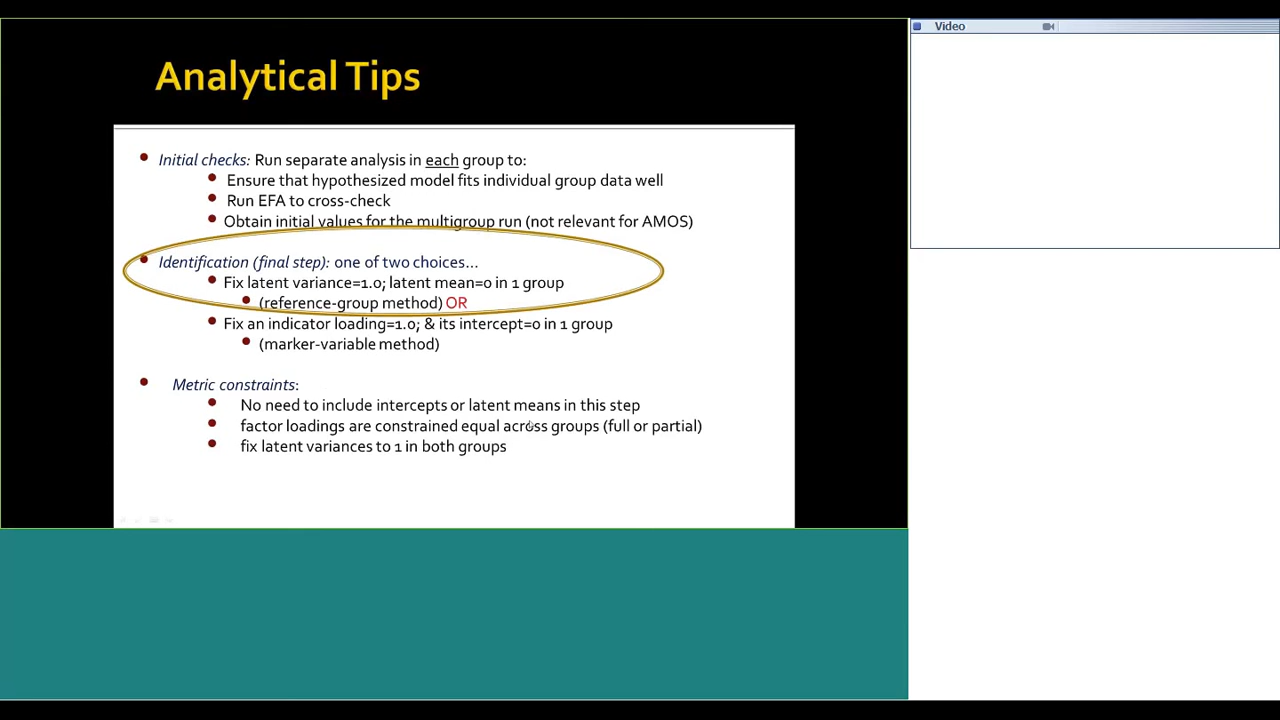 Video
Analytical Tips
• Initial checks: Run separate analysis in each group to:
• Ensure that hypothesized model fits individual group data well
• Run EFA to cross-check
• Obtain initial values for the multigroup run (not relevant for AMOS)
• Identification (final step): one of two choices...
• Fix latent variance=1.0; latent mean=0 in 1 group
• (reference-group method) OR
• Fix an indicator loading=1.0; & its intercept=0 in 1 group
• (marker-variable method)
• Metric constraints:
• No need to include intercepts or latent means in this step
• factor loadings are constrained equal across groups (full or partial)
• fix latent variances to 1 in both groups